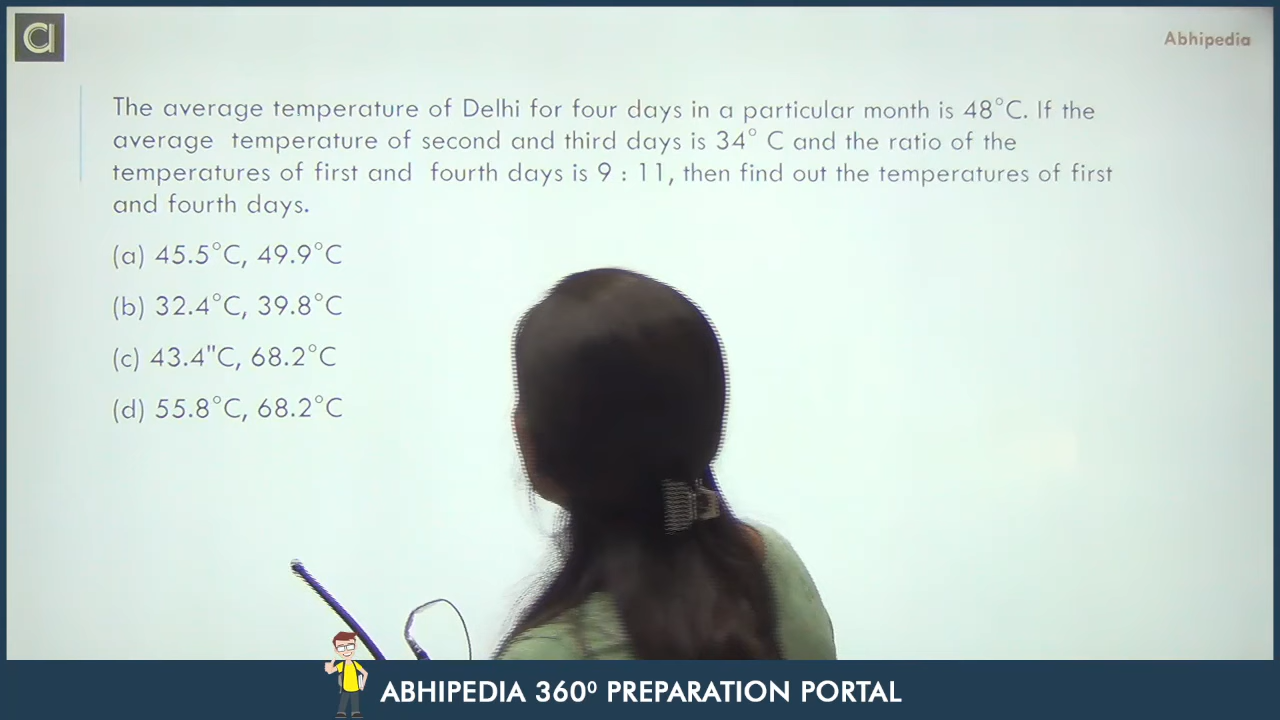 Abhipedia
The average temperature of Delhi for four days in a particular month is 48°C. If the
average temperature of second and third days is 34° C and the ratio of the
temperatures of first and fourth days is 9 : 11, then find out the temperatures of first
and fourth days.
(a) 45.5°C, 49.9°C
(b) 32.4°C, 39.8°C
(c) 43.4"C, 68.2°C
(d) 55.8°C, 68.2°C
ABHIPEDIA 360⁰ PREPARATION PORTAL